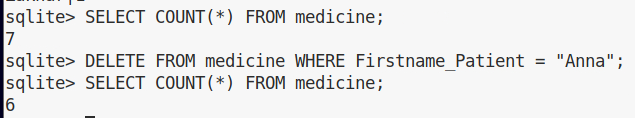 sqlite> SELECT COUNT(*) FROM medicine;
7
sqlite> DELETE FROM medicine WHERE Firstname_Patient = "Anna";
sqlite> SELECT COUNT(*) FROM medicine;
6